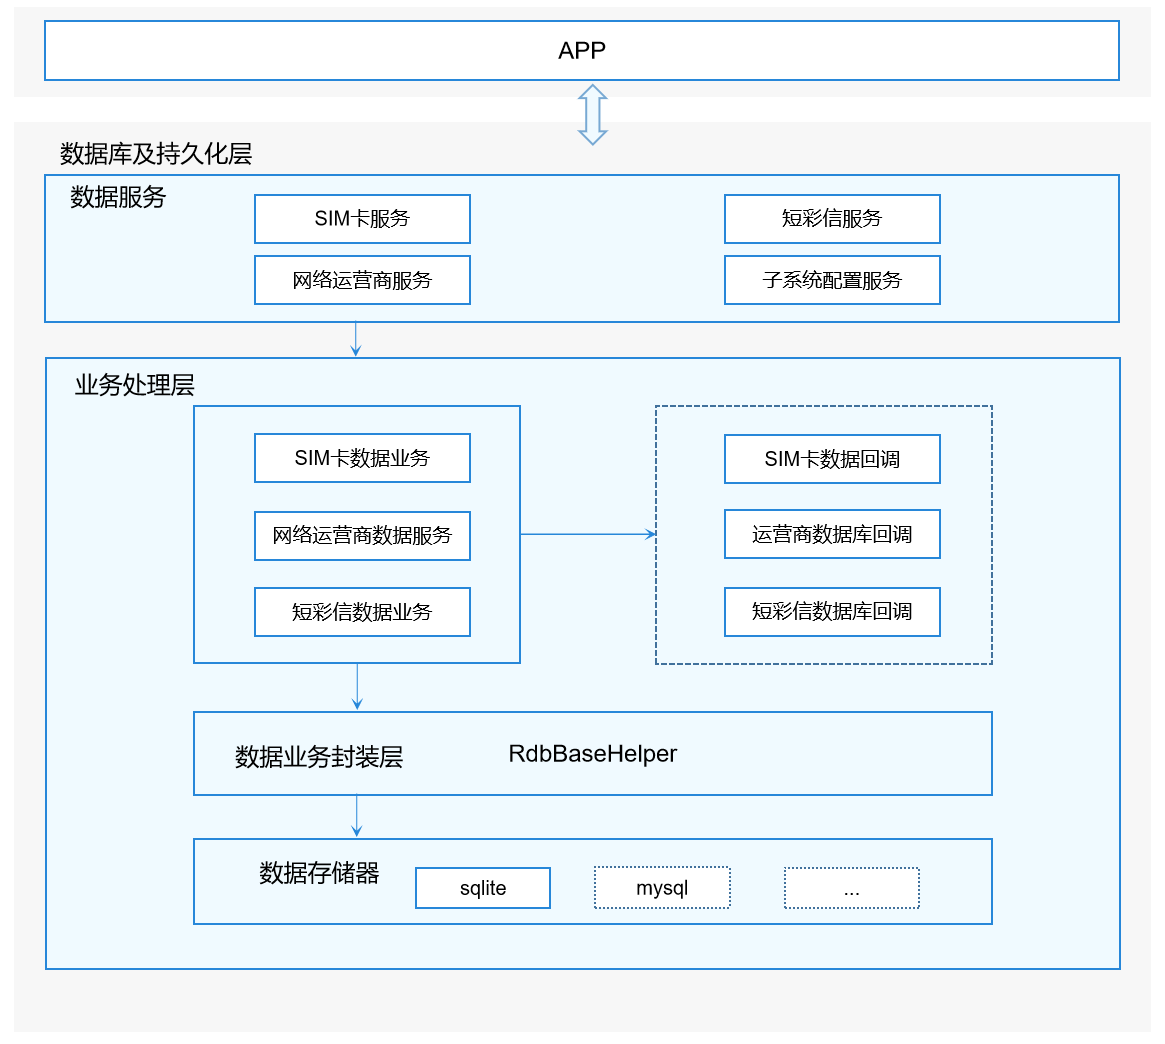 APP
数据库及持久化层
数据服务
SIM卡服务
短彩信服务
网络运营商服务
子系统配置服务
业务处理层
SIM卡数据业务
SIM卡数据回调
网络运营商数据服务
运营商数据库回调
短彩信数据业务
短彩信数据库回调
数据业务封装层
RdbBaseHelper
数据存储器
sqlite
mysql
...